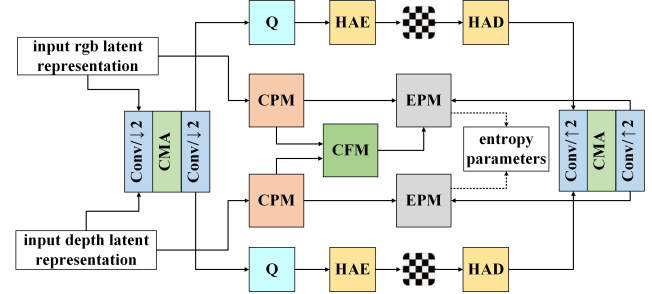 Q
HAE
HAD
input rgb latent
representation
CPM
EPM
Conv/↓2
CMA
Conv/↓2
CFM
entropy
parameters
Conv/↑2
CMA
Conv/↑2
CPM
EPM
input depth latent
representation
Q
HAE
HAD